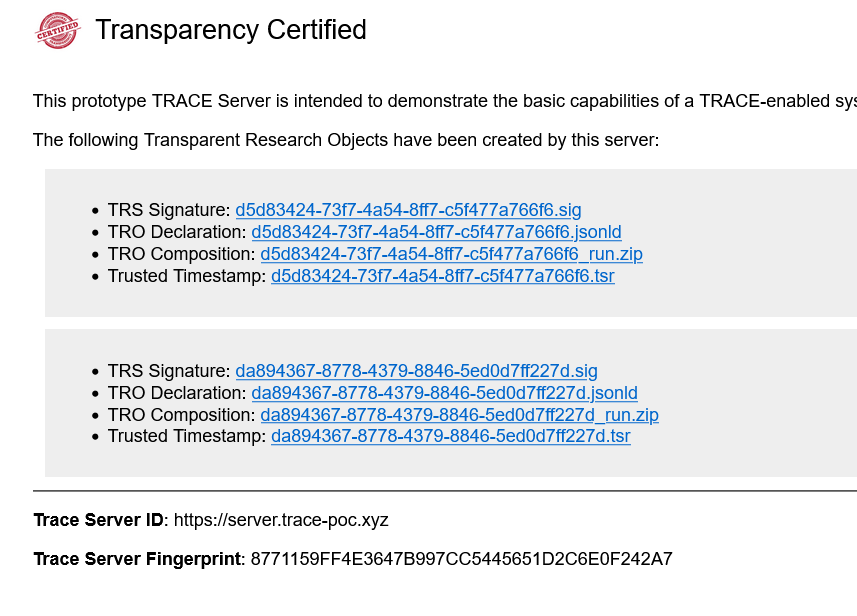 CERTIFIED
Transparency Certified
This prototype TRACE Server is intended to demonstrate the basic capabilities of a TRACE-enabled sys
The following Transparent Research Objects have been created by this server:
• TRS Signature: d5d83424-73f7-4a54-8ff7-c5f477a766f6.sig
• TRO Declaration: d5d83424-73f7-4a54-8ff7-c5f477a766f6.jsonld
• TRO Composition: d5d83424-73f7-4a54-8ff7-c5f477a766f6_run.zip
• Trusted Timestamp: d5d83424-73f7-4a54-8ff7-c5f477a766f6.tsr
• TRS Signature: da894367-8778-4379-8846-5ed0d7ff227d.sig
• TRO Declaration: da894367-8778-4379-8846-5ed0d7ff227d.jsonld
• TRO Composition: da894367-8778-4379-8846-5ed0d7ff227d_run.zip
• Trusted Timestamp: da894367-8778-4379-8846-5ed0d7ff227d.tsr
Trace Server ID: https://server.trace-poc.xyz
Trace Server Fingerprint: 8771159FF4E3647B997CC5445651D2C6E0F242A7